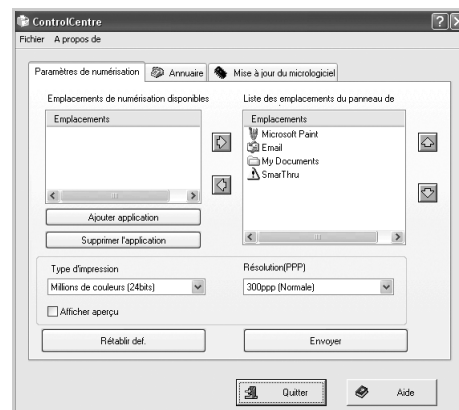 ControlCentre
Fichier A propos de
Paramètres de numérisation Annuaire Mise à jour du micrologiciel
Emplacements de numérisation disponibles Liste des emplacements du panneau de
Emplacements Emplacements
Microsoft Paint
Email
My Documents
SmarThru
Ajouter application
Supprimer l'application
Type d'impression Résolution(PPP)
Millions de couleurs (24bits) 300ppp (Normale)
Afficher aperçu
Rétablir def. Envoyer
Quitter Aide